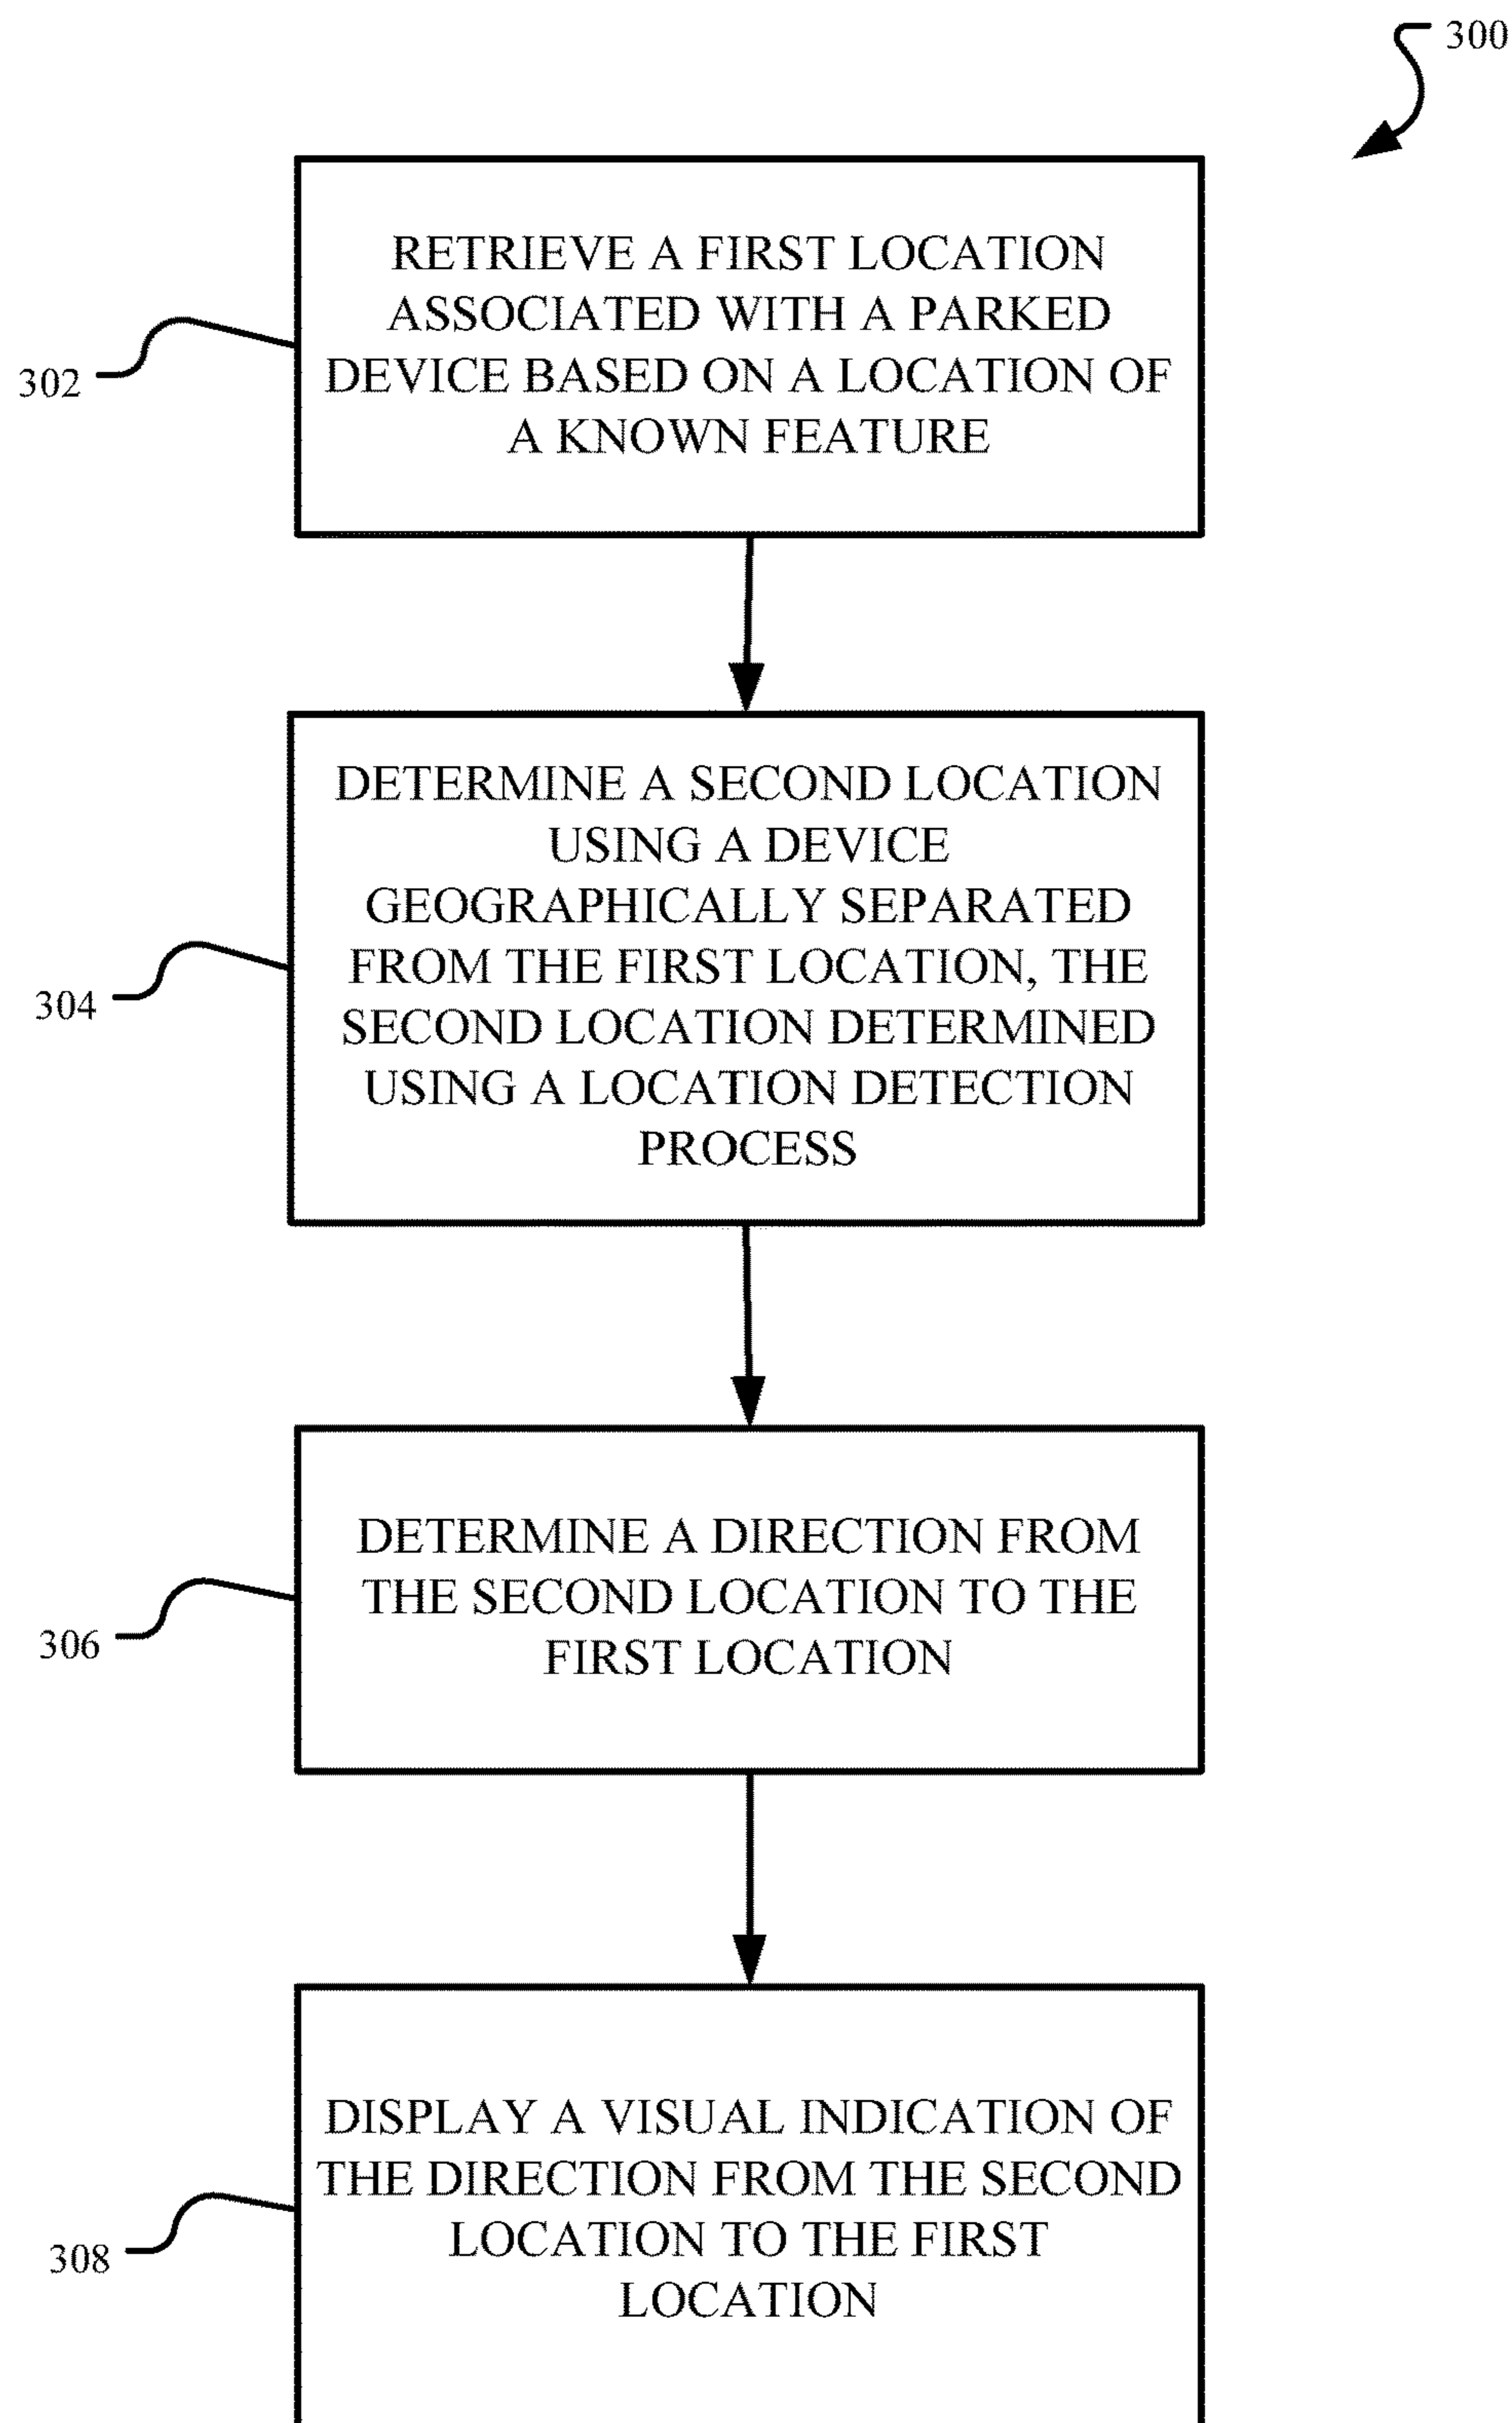 300
RETRIEVE A FIRST LOCATION
ASSOCIATED WITH A PARKED
DEVICE BASED ON A LOCATION OF
A KNOWN FEATURE
302
DETERMINE A SECOND LOCATION
USING A DEVICE
GEOGRAPHICALLY SEPARATED
FROM THE FIRST LOCATION, THE
SECOND LOCATION DETERMINED
USING A LOCATION DETECTION
PROCESS
304
DETERMINE A DIRECTION FROM
THE SECOND LOCATION TO THE
FIRST LOCATION
306
DISPLAY A VISUAL INDICATION OF
THE DIRECTION FROM THE SECOND
LOCATION TO THE FIRST
LOCATION
308